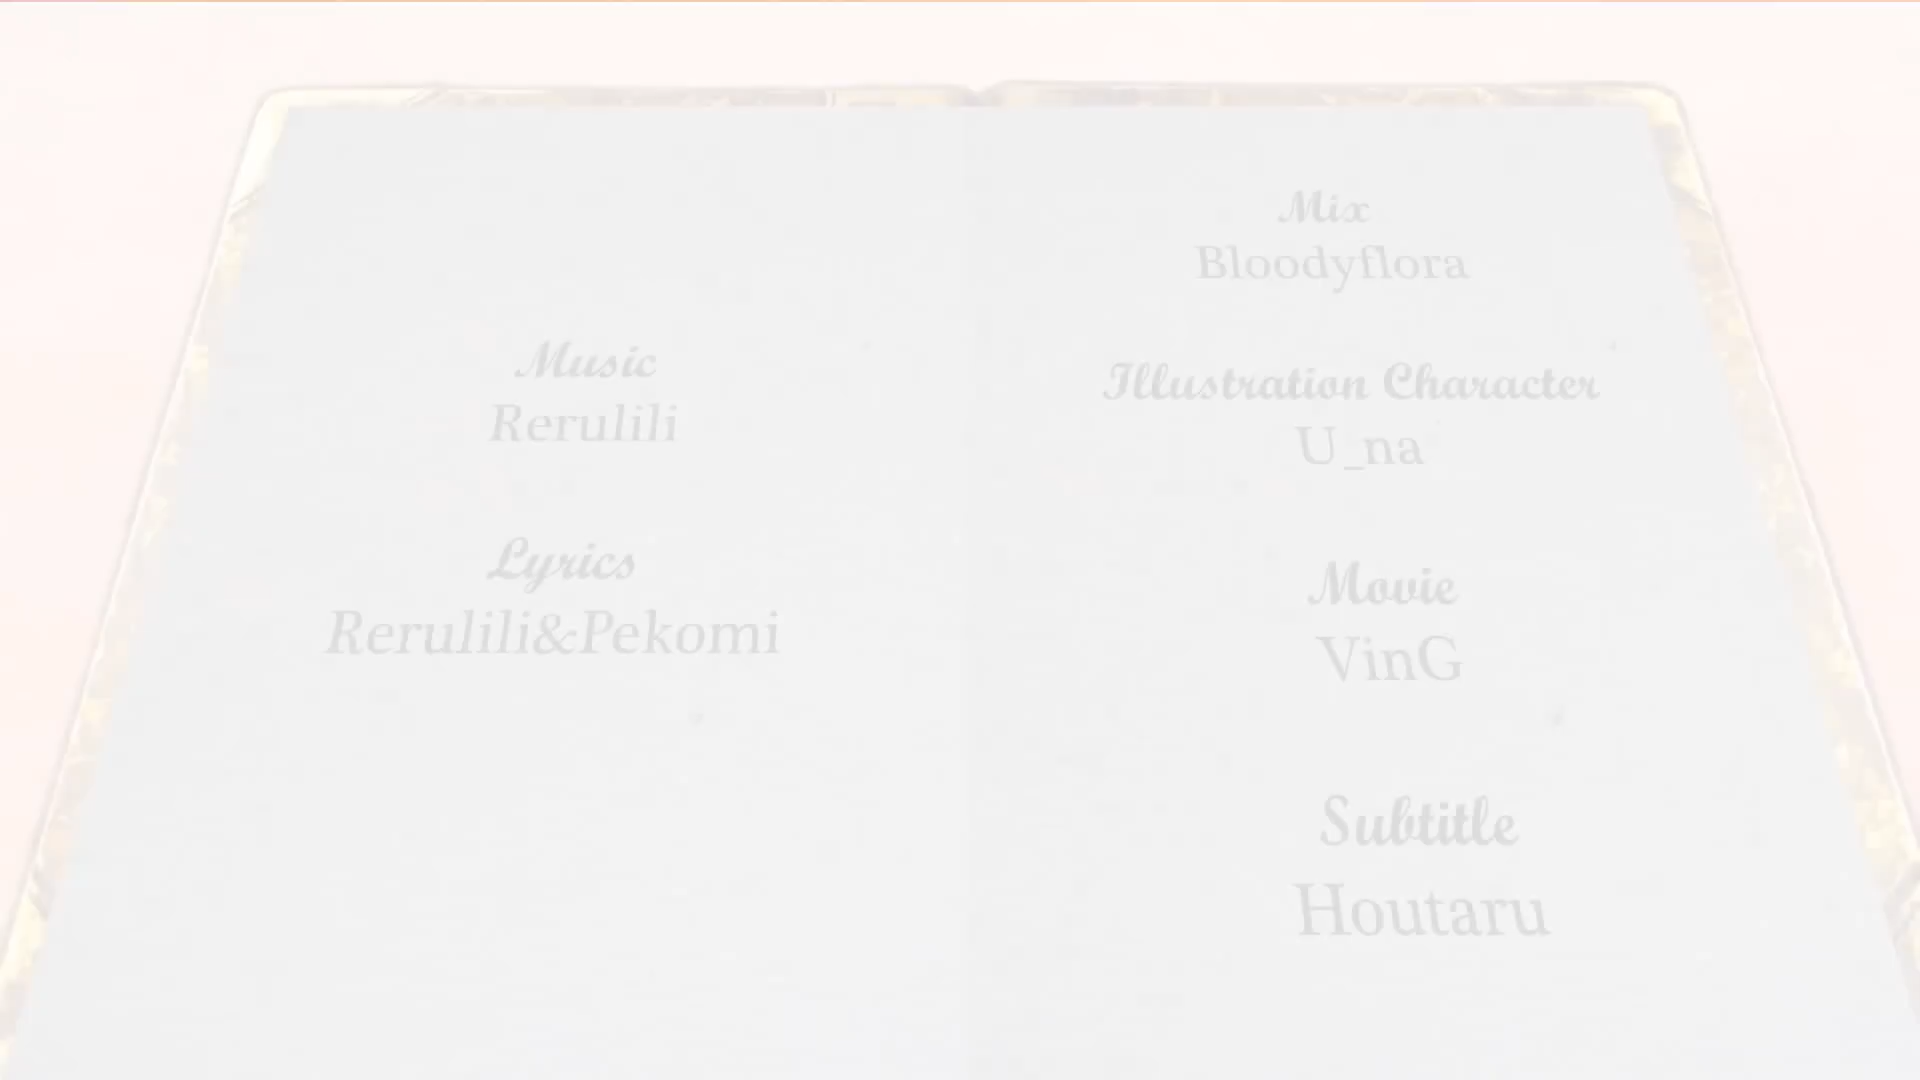 Music
Rerulili
Lyrics
Rerulili&Pekomi
Mix
Bloodyflora
Illustration Character
U_na
Movie
VinG
Subtitle
Houtaru